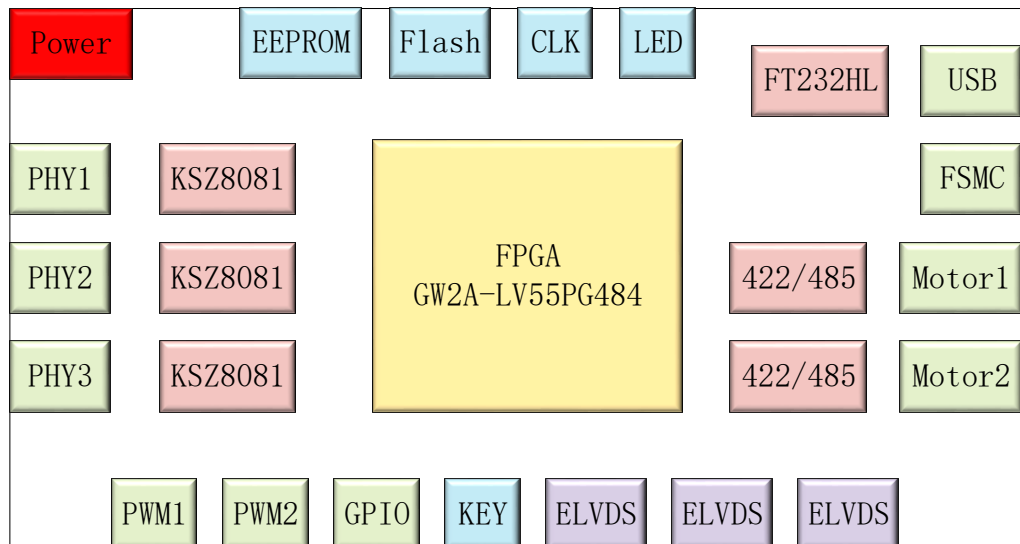 Power
EEPROM
Flash
CLK
LED
FT232HL
USB
PHY1
KSZ8081
FSMC
PHY2
KSZ8081
FPGA
GW2A-LV55PG484
422/485
Motor1
PHY3
KSZ8081
422/485
Motor2
PWM1
PWM2
GPIO
KEY
ELVDS
ELVDS
ELVDS